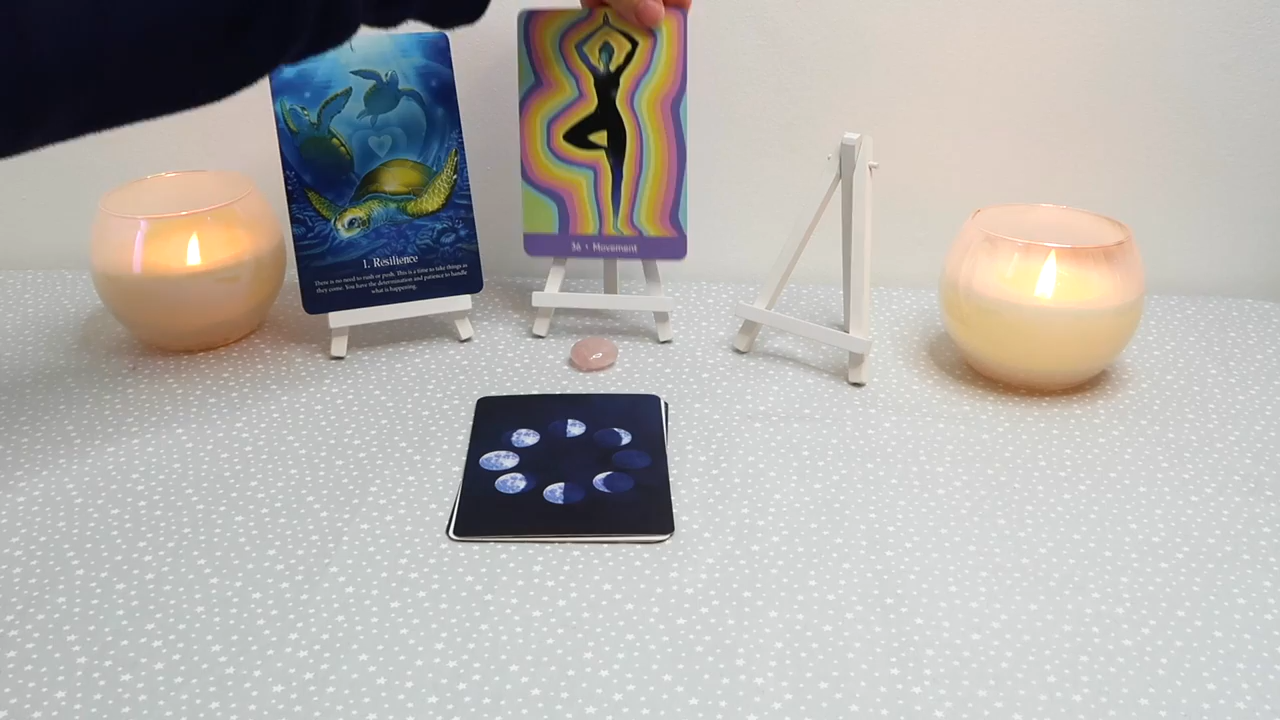 1. Resilience
There is no need to rush or push. This is a time to take things as
they come. You have the determination and patience to handle
what is happening.
36 • Movement